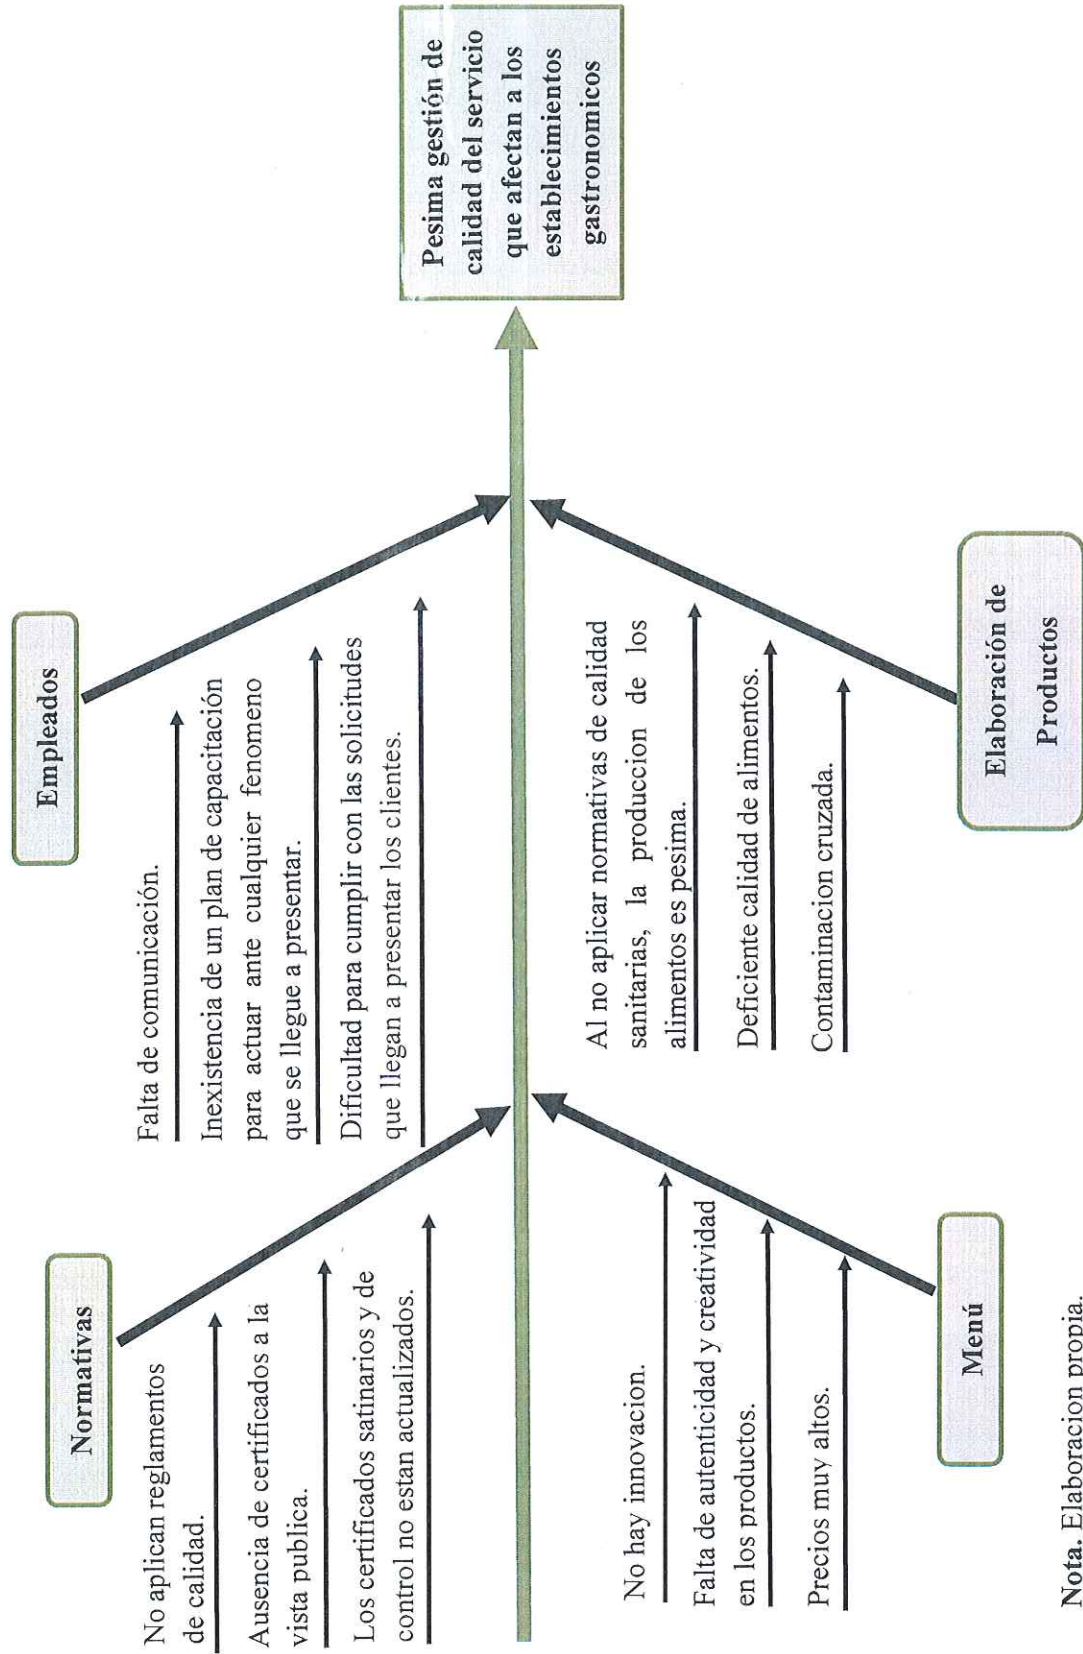 Normativas
No aplican reglamentos
de calidad.
Ausencia de certificados a la
vista publica.
Los certificados satinarios y de
control no estan actualizados.
Empleados
Falta de comunicación.
Inexistencia de un plan de capacitación
para actuar ante cualquier fenomeno
que se llegue a presentar.
Dificultad para cumplir con las solicitudes
que llegan a presentar los clientes.
Pesima gestión de
calidad del servicio
que afectan a los
establecimientos
gastronomicos
No hay innovacion.
Falta de autenticidad y creatividad
en los productos.
Precios muy altos.
Menú
Al no aplicar normativas de calidad
sanitarias, la produccion de los
alimentos es pesima.
Deficiente calidad de alimentos.
Contaminacion cruzada.
Elaboración de
Productos
Nota. Elaboracion propia.